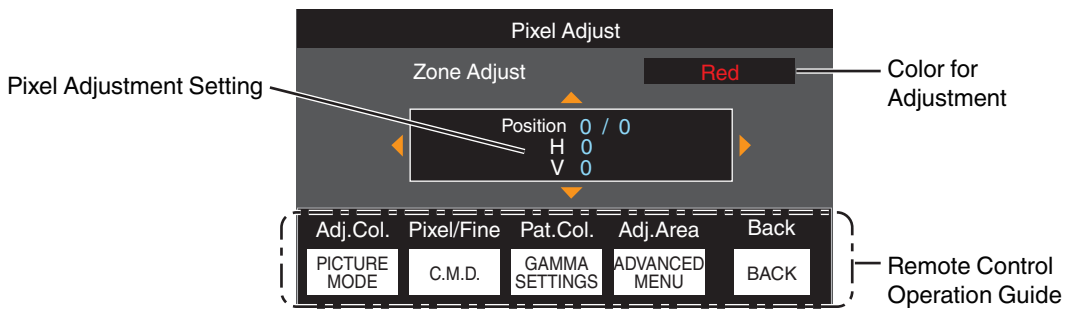 Pixel Adjust
Zone Adjust Red
Color for
Adjustment
Pixel Adjustment Setting
Position 0 / 0
H 0
V 0
Adj.Col. Pixel/Fine Pat.Col. Adj.Area Back
PICTURE
MODE
C.M.D.
GAMMA
SETTINGS
ADVANCED
MENU
BACK
Remote Control
Operation Guide